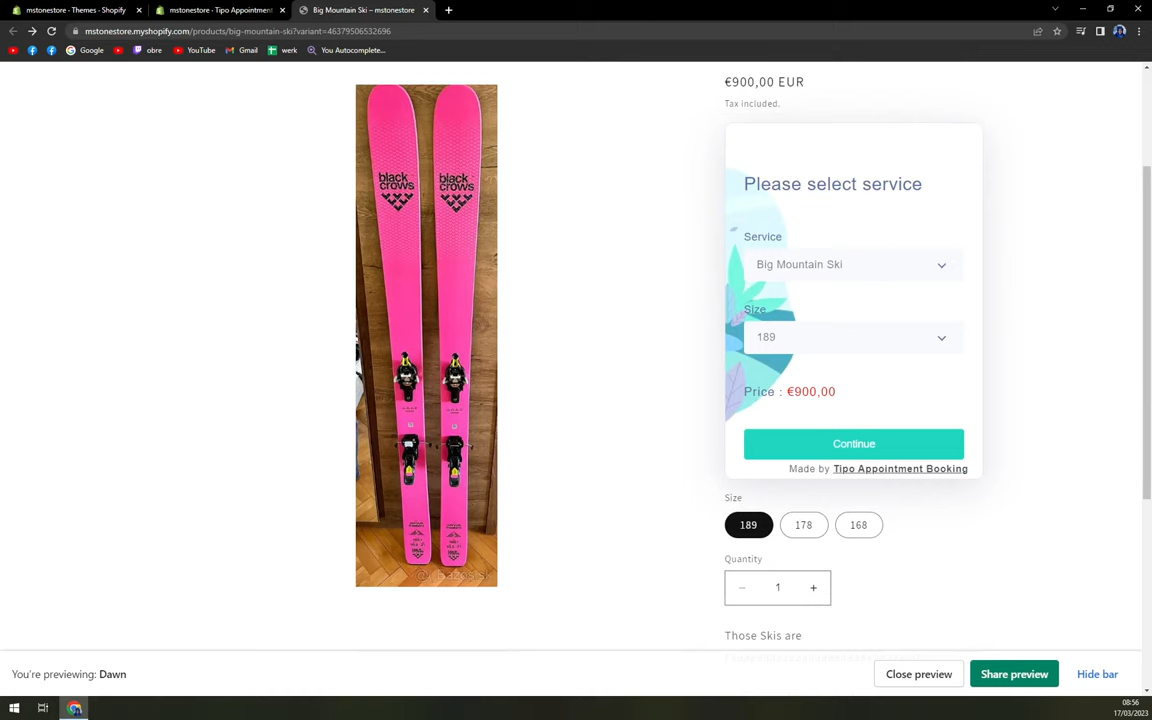 mstonestore - Themes - Shopify
mstonestore - Tipo Appointment
Big Mountain Ski – mstonestore
mstonestore.myshopify.com/products/big-mountain-ski?variant=46379506532696
Google
obre
YouTube
Gmail
werk
You Autocomplete...
€900,00 EUR
Tax included.
black
crows
black
crows
Please select service
Service
Big Mountain Ski
Size
189
Price : €900,00
Continue
Made by Tipo Appointment Booking
Size
189
178
168
Quantity
1
Those Skis are
You're previewing: Dawn
Close preview
Share preview
Hide bar
08:56
17/03/2023